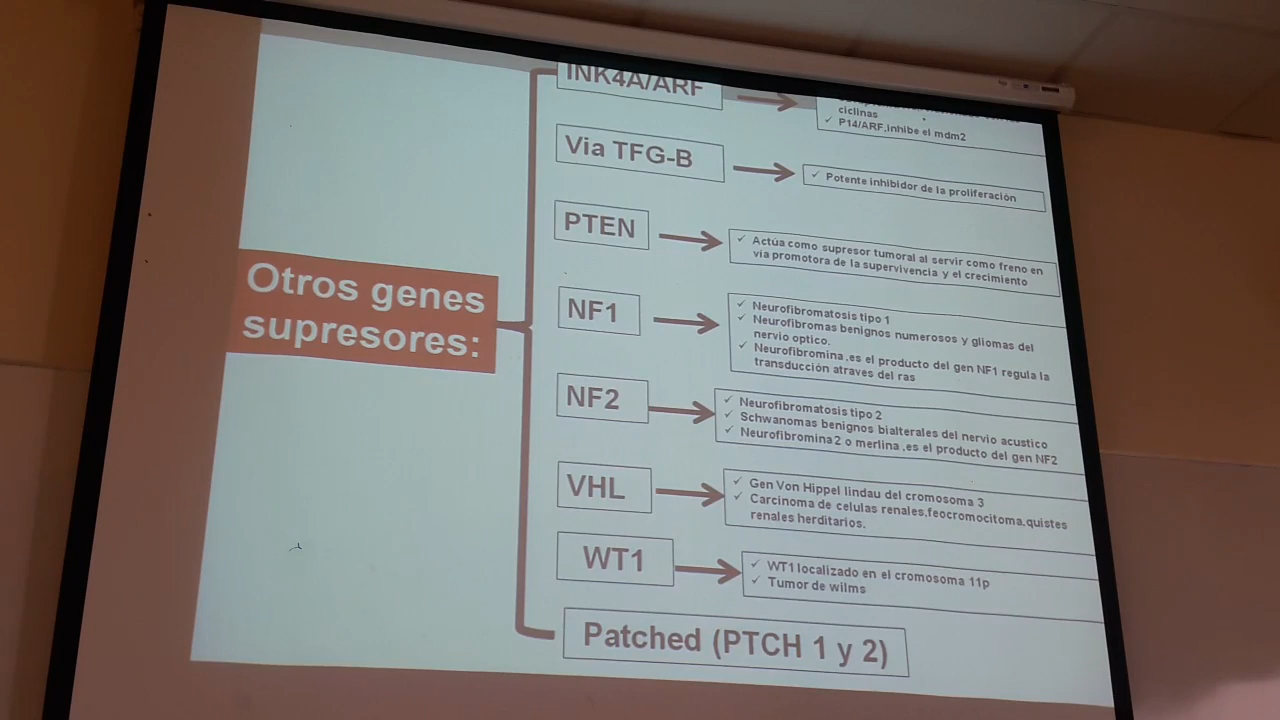 Otros genes
supresores:
INK4A/ARF
ciclinas
✓ P14/ARF,inhibe el mdm2
Via TFG-B
✓ Potente inhibidor de la proliferación
PTEN
✓ Actúa como supresor tumoral al servir como freno en
via promotora de la supervivencia y el crecimiento
NF1
✓ Neurofibromatosis tipo 1
✓ Neurofibromas benignos numerosos y gliomas del
nervio optico.
✓ Neurofibromina ,es el producto del gen NF1 regula la
transducción atraves del ras
NF2
✓ Neurofibromatosis tipo 2
✓ Schwanomas benignos bialterales del nervio acustico
✓ Neurofibromina2 o merlina ,es el producto del gen NF2
VHL
✓ Gen Von Hippel lindau del cromosoma 3
✓ Carcinoma de celulas renales,feocromocitoma,quistes
renales herditarios.
WT1
✓ WT1 localizado en el cromosoma 11p
✓ Tumor de wilms
Patched (PTCH 1 y 2)